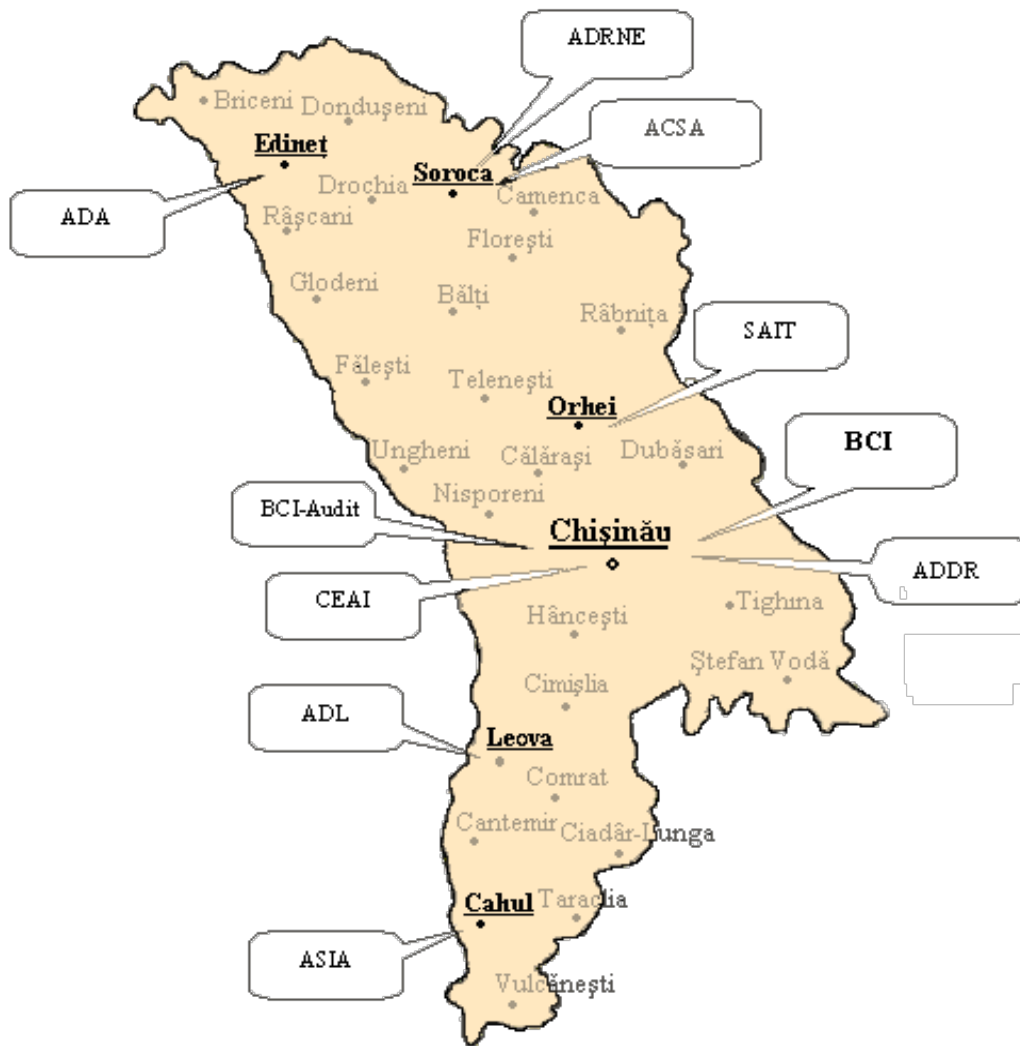 ADRNE
Briceni
Dondușeni
ACSA
Edineț
Soroca
Drochia
Camenca
ADA
Râșcani
Florești
Glodeni
Bălți
Râbnița
SAIT
Fălești
Telenești
Orhei
BCI
Ungheni
Călărași
Dubăsari
Nisporeni
BCI-Audit
Chișinău
ADDR
CEAI
Tighina
Hâncești
Ștefan Vodă
Cimișlia
ADL
Leova
Comrat
Cantemir
Ciadâr-Lunga
Cahul
Taraclia
ASIA
Vulcănești